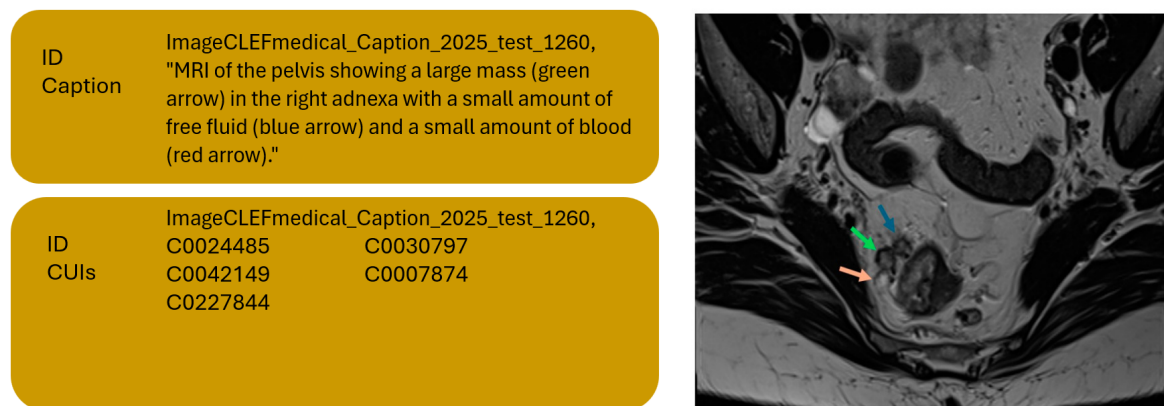 ID
Caption
ImageCLEFmedical_Caption_2025_test_1260,
"MRI of the pelvis showing a large mass (green
arrow) in the right adnexa with a small amount of
free fluid (blue arrow) and a small amount of blood
(red arrow)."
ID
CUIs
ImageCLEFmedical_Caption_2025_test_1260,
C0024485 C0030797
C0042149 C0007874
C0227844